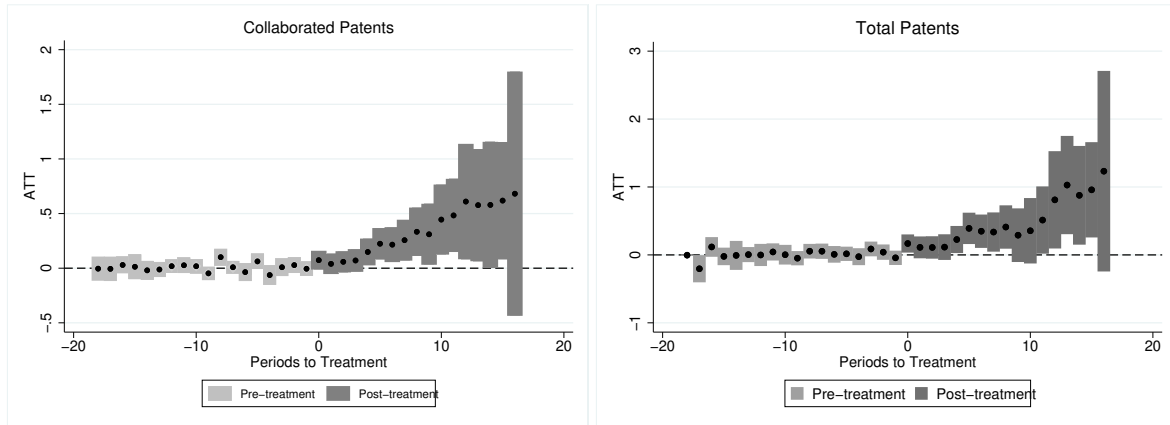 Collaborated Patents
2
1.5
1
.5
0
−.5
ATT
−20
−10
0
10
20
Periods to Treatment
Pre−treatment
Post−treatment
Total Patents
3
2
1
0
−1
ATT
−20
−10
0
10
20
Periods to Treatment
Pre−treatment
Post−treatment